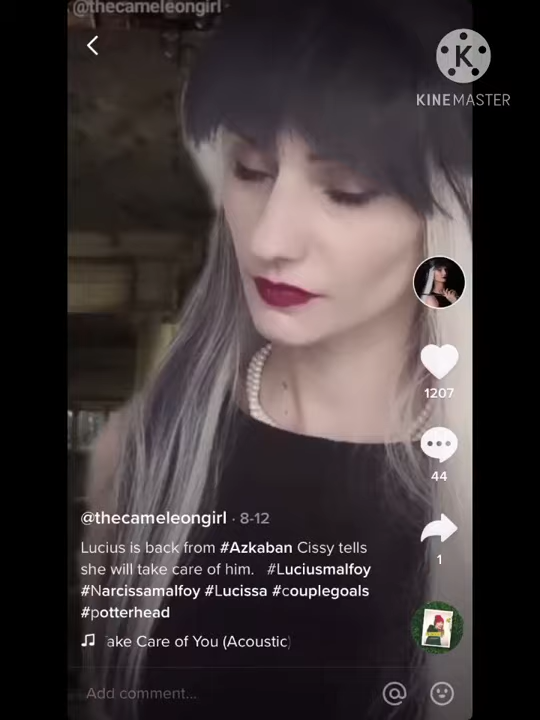 @thecameleongirl
K
KINEMASTER
1207
44
@thecameleongirl · 8-12
Lucius is back from #Azkaban Cissy tells
she will take care of him. #Luciusmalfoy
#Narcissamalfoy #Lucissa #couplegoals
#potterhead
1
ake Care of You (Acoustic)
Add comment...